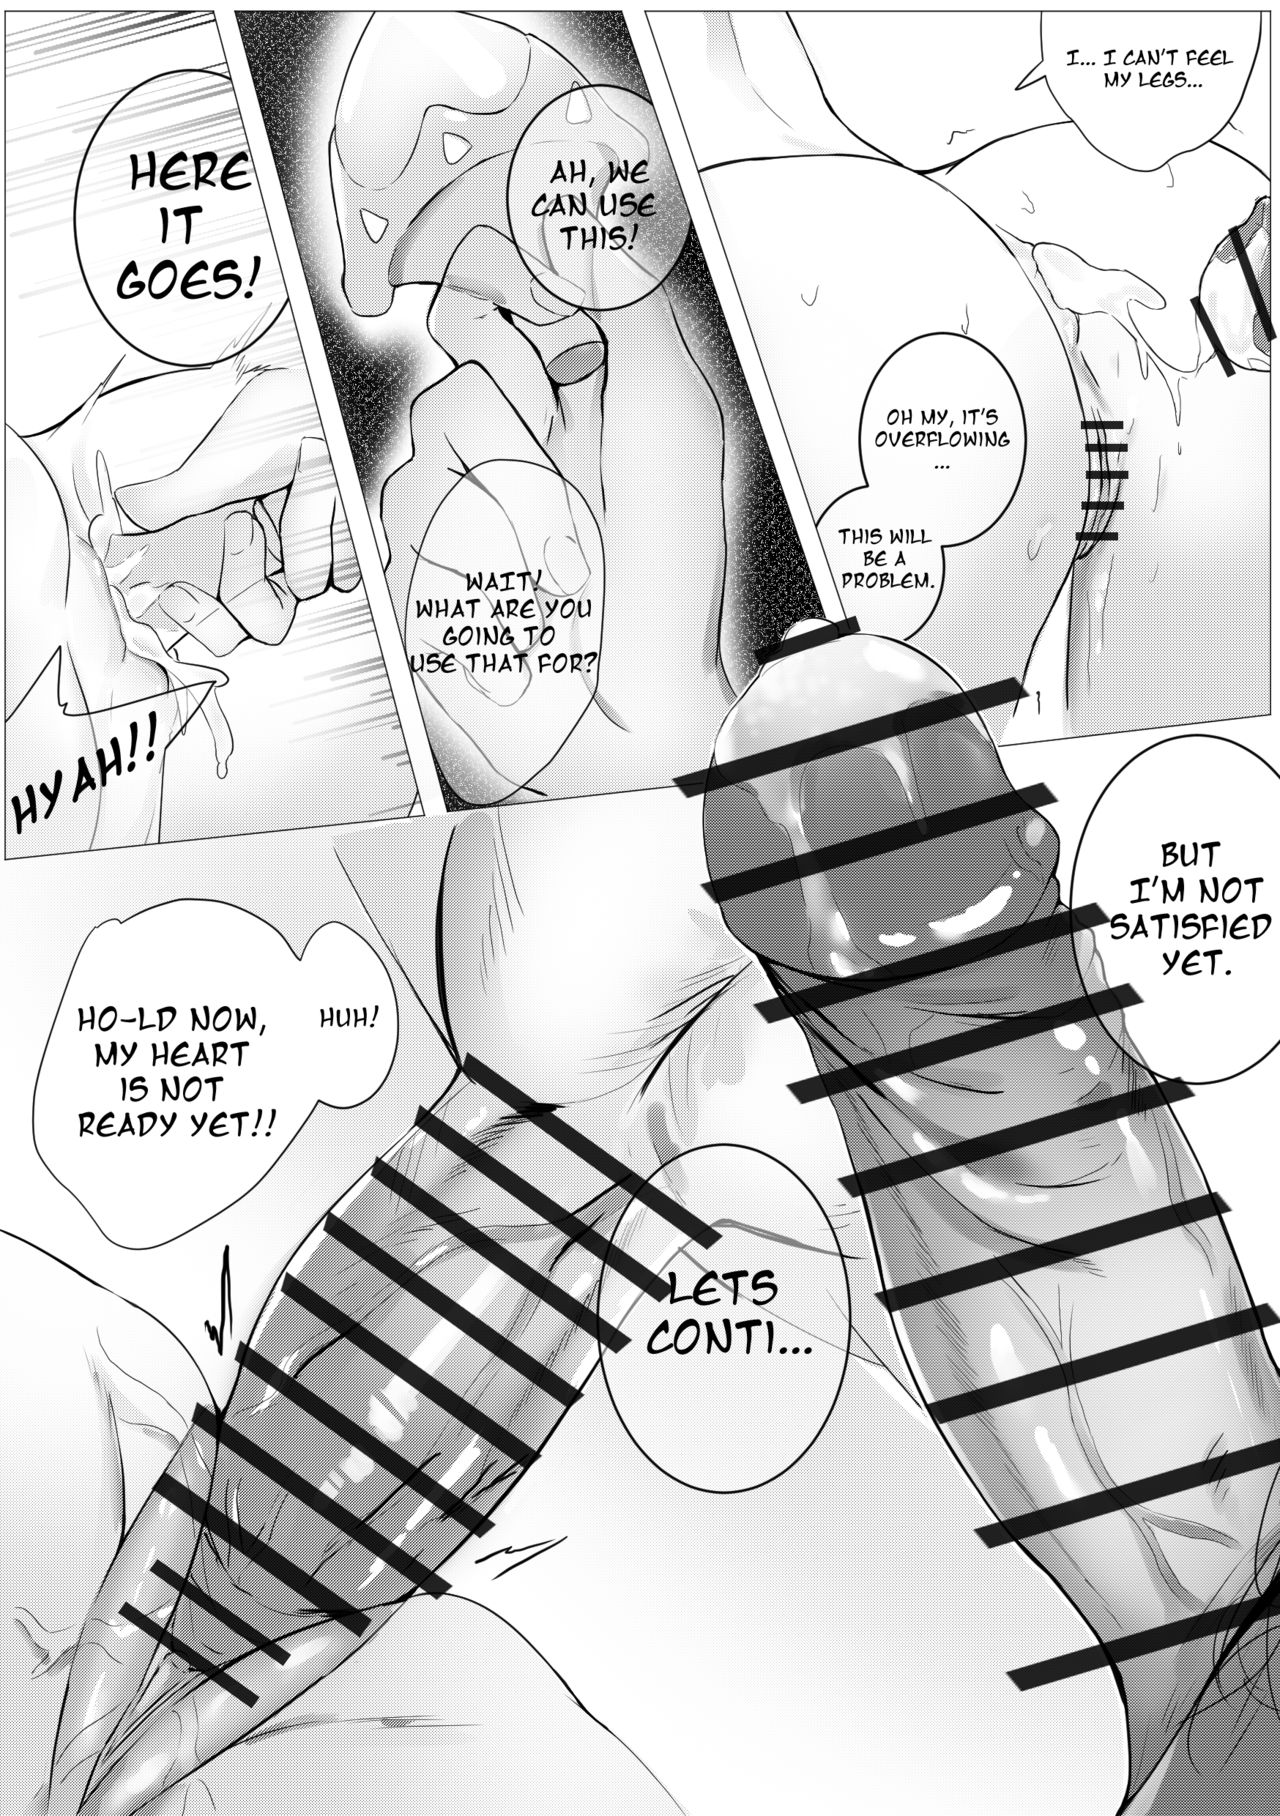 I... I CAN'T FEEL
MY LEGS...
OH MY, IT'S
OVERFLOWING
...
THIS WILL
BE A
PROBLEM.
AH, WE
CAN USE
THIS!
WAIT!
WHAT ARE YOU
GOING TO
USE THAT FOR?
HERE
IT
GOES!
HYAH!!
BUT
I'M NOT
SATISFIED
YET.
HUH!
HO-LD NOW,
MY HEART
IS NOT
READY YET!!
LETS
CONTI...